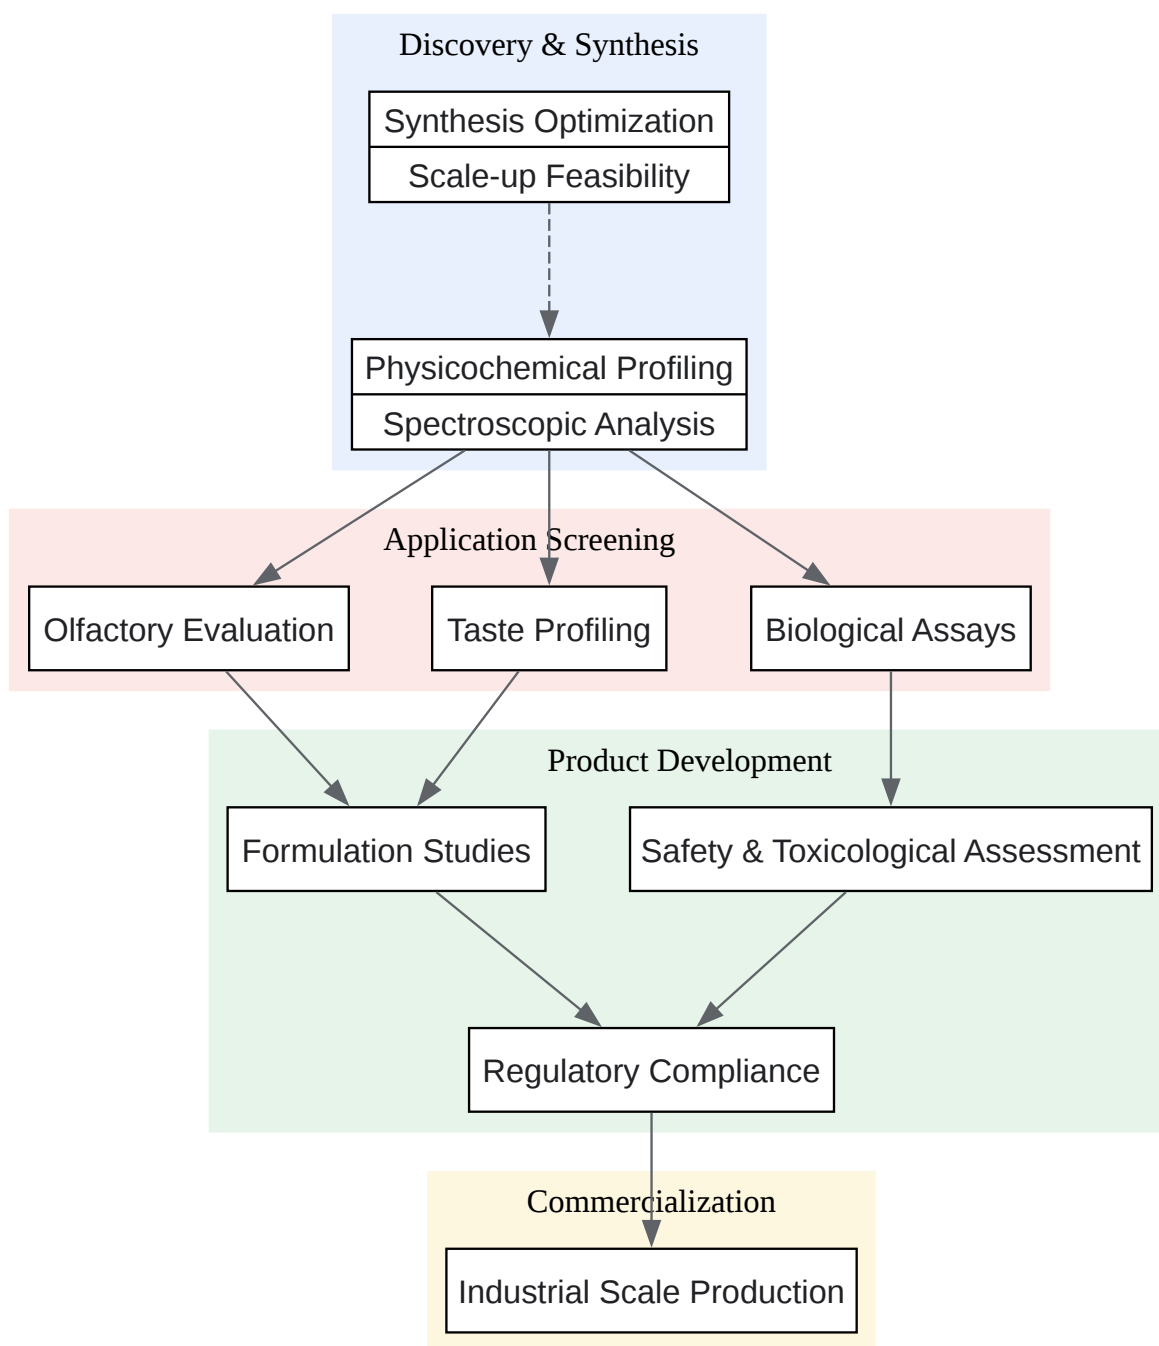 Discovery & Synthesis
Synthesis Optimization
Scale-up Feasibility
Physicochemical Profiling
Spectroscopic Analysis
Application Screening
Olfactory Evaluation
Taste Profiling
Biological Assays
Product Development
Formulation Studies
Safety & Toxicological Assessment
Regulatory Compliance
Commercialization
Industrial Scale Production